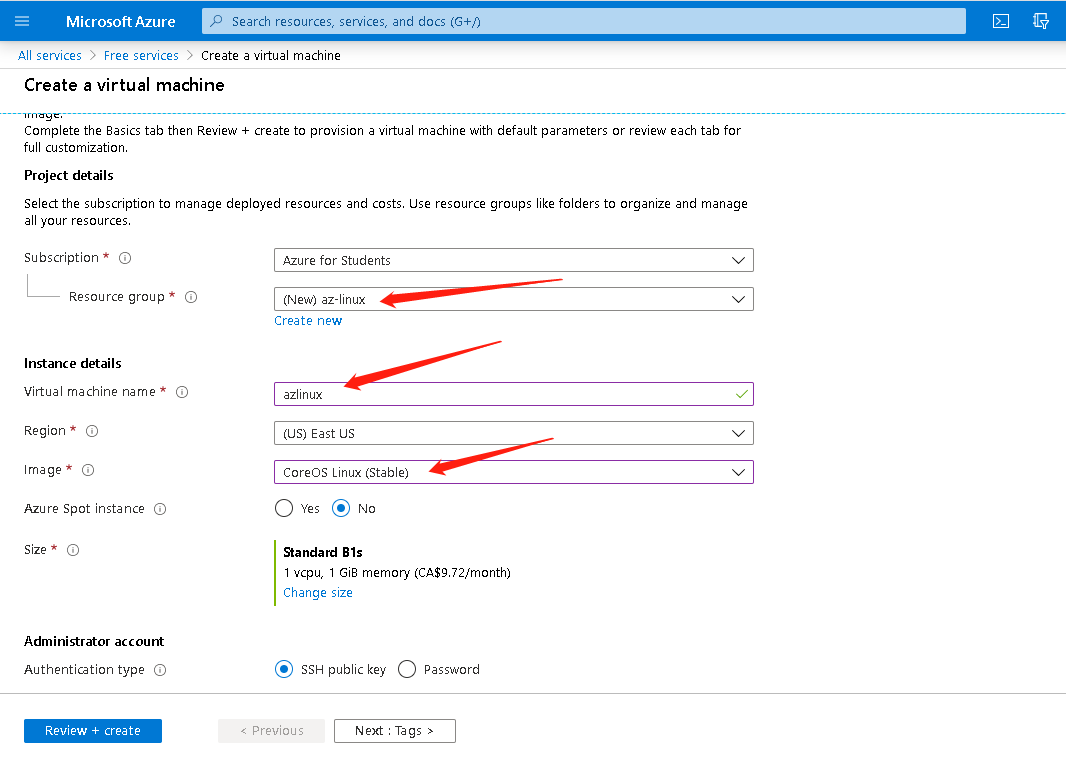 Microsoft Azure
Search resources, services, and docs (G+/)
All services > Free services > Create a virtual machine
Create a virtual machine
image.
Complete the Basics tab then Review + create to provision a virtual machine with default parameters or review each tab for
full customization.
Project details
Select the subscription to manage deployed resources and costs. Use resource groups like folders to organize and manage
all your resources.
Subscription *
Azure for Students
Resource group *
(New) az-linux
Create new
Instance details
Virtual machine name *
azlinux
Region *
(US) East US
Image *
CoreOS Linux (Stable)
Azure Spot instance
Yes No
Size *
Standard B1s
1 vcpu, 1 GiB memory (CA$9.72/month)
Change size
Administrator account
Authentication type
SSH public key Password
Review + create
< Previous
Next : Tags >